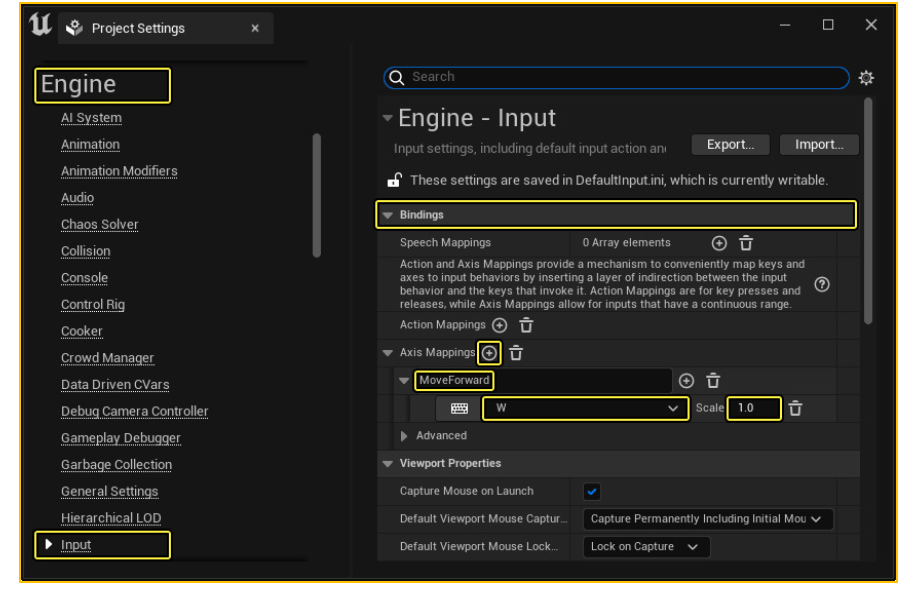 Project Settings
Engine
AI System
Animation
Animation Modifiers
Audio
Chaos Solver
Collision
Console
Control Rig
Cooker
Crowd Manager
Data Driven CVars
Debug Camera Controller
Gameplay Debugger
Garbage Collection
General Settings
Hierarchical LOD
Input
Search
Engine - Input
Input settings, including default input action an
Export...
Import...
These settings are saved in DefaultInput.ini, which is currently writable.
Bindings
Speech Mappings 0 Array elements
Action and Axis Mappings provide a mechanism to conveniently map keys and
axes to input behaviors by inserting a layer of indirection between the input
behavior and the keys that invoke it. Action Mappings are for key presses and
releases, while Axis Mappings allow for inputs that have a continuous range.
Action Mappings
Axis Mappings
MoveForward
W Scale 1.0
Advanced
Viewport Properties
Capture Mouse on Launch
Default Viewport Mouse Captur... Capture Permanently Including Initial Mou
Default Viewport Mouse Lock... Lock on Capture